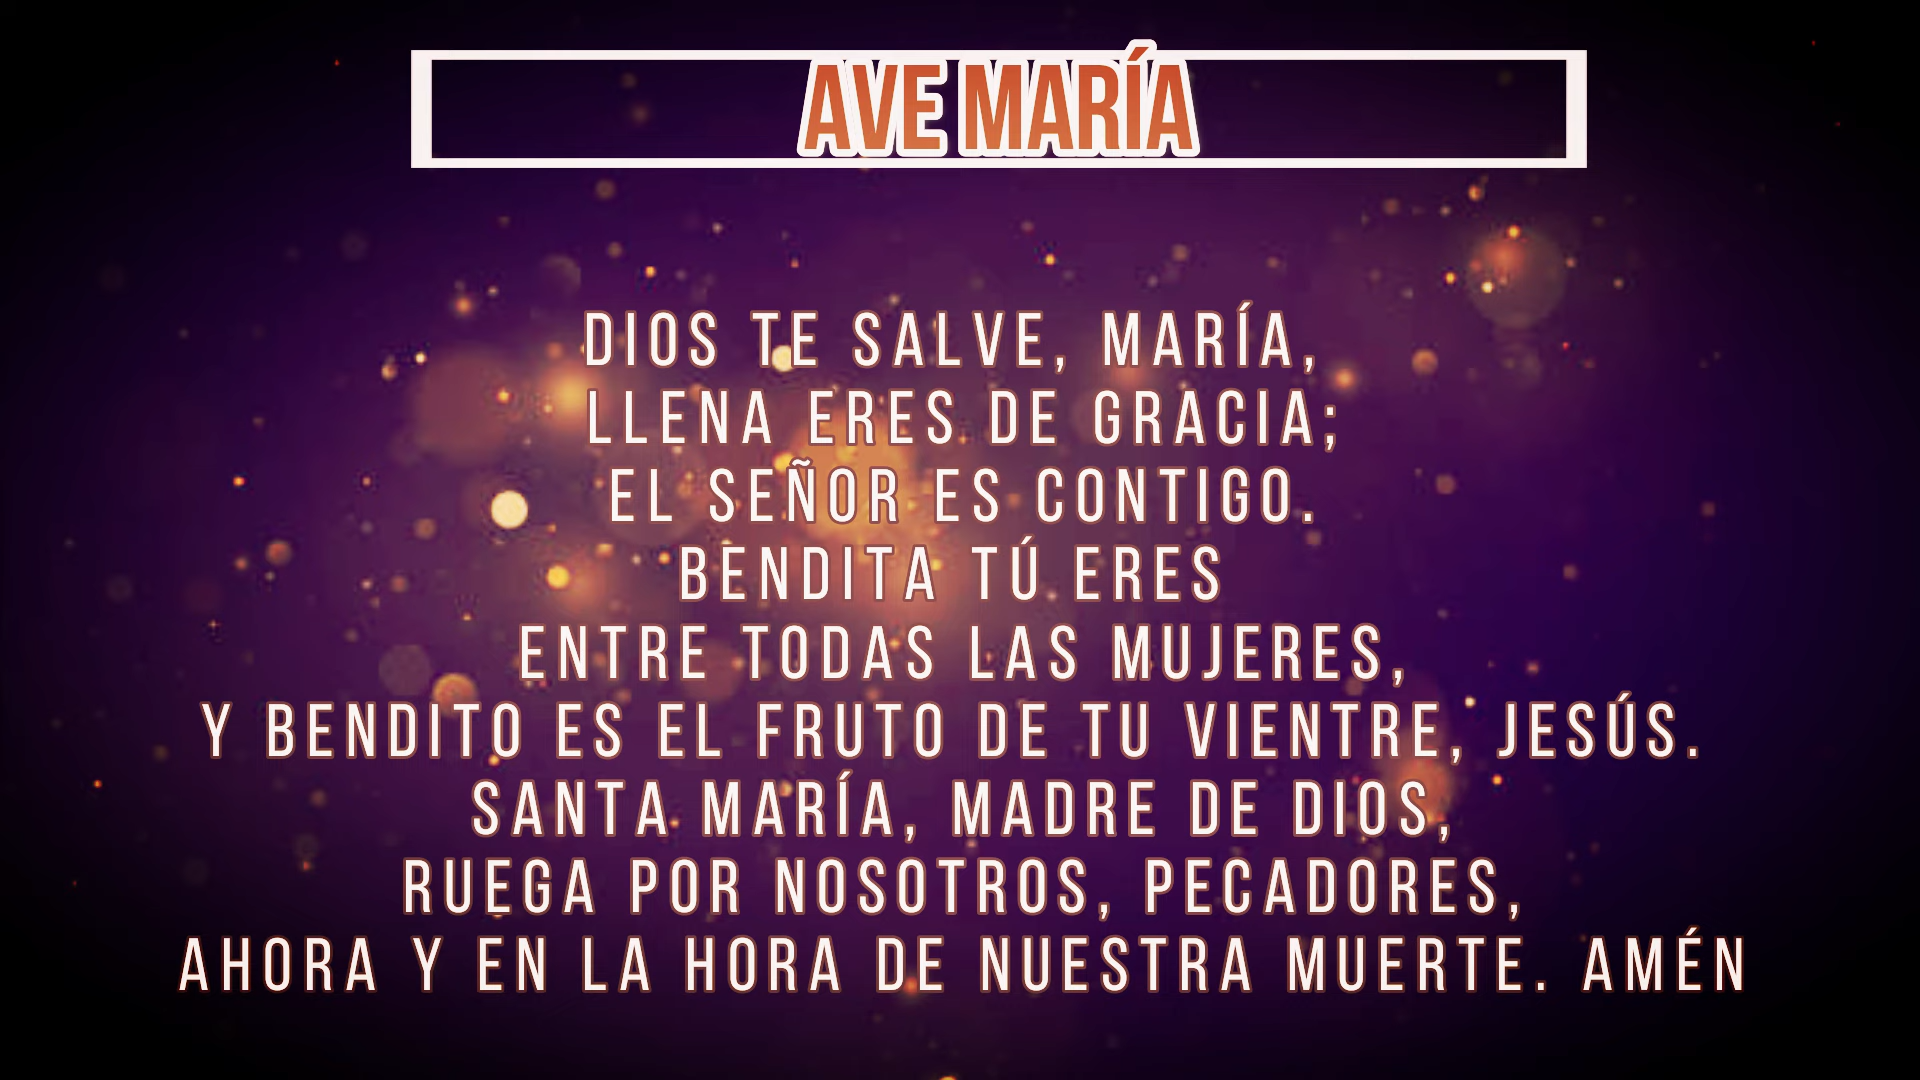 AVE MARÍA
DIOS TE SALVE, MARÍA,
LLENA ERES DE GRACIA;
EL SEÑOR ES CONTIGO.
BENDITA TÚ ERES
ENTRE TODAS LAS MUJERES,
Y BENDITO ES EL FRUTO DE TU VIENTRE, JESÚS.
SANTA MARÍA, MADRE DE DIOS,
RUEGA POR NOSOTROS, PECADORES,
AHORA Y EN LA HORA DE NUESTRA MUERTE. AMÉN